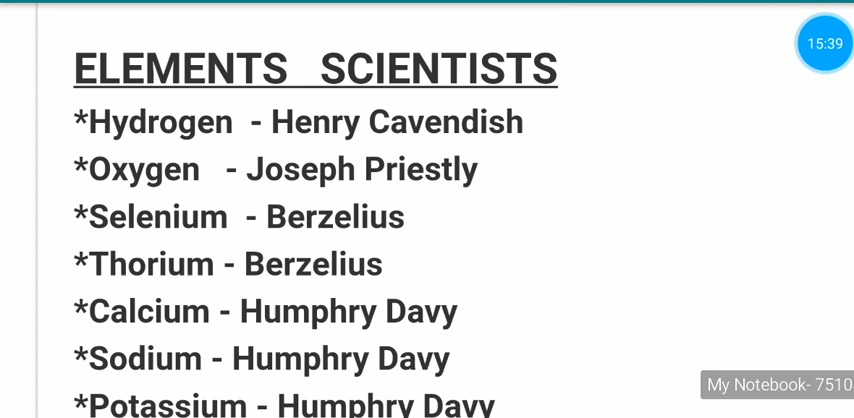 15:39
ELEMENTS SCIENTISTS
*Hydrogen - Henry Cavendish
*Oxygen - Joseph Priestly
*Selenium - Berzelius
*Thorium - Berzelius
*Calcium - Humphry Davy
*Sodium - Humphry Davy
*Potassium - Humphry Davy
My Notebook- 7510